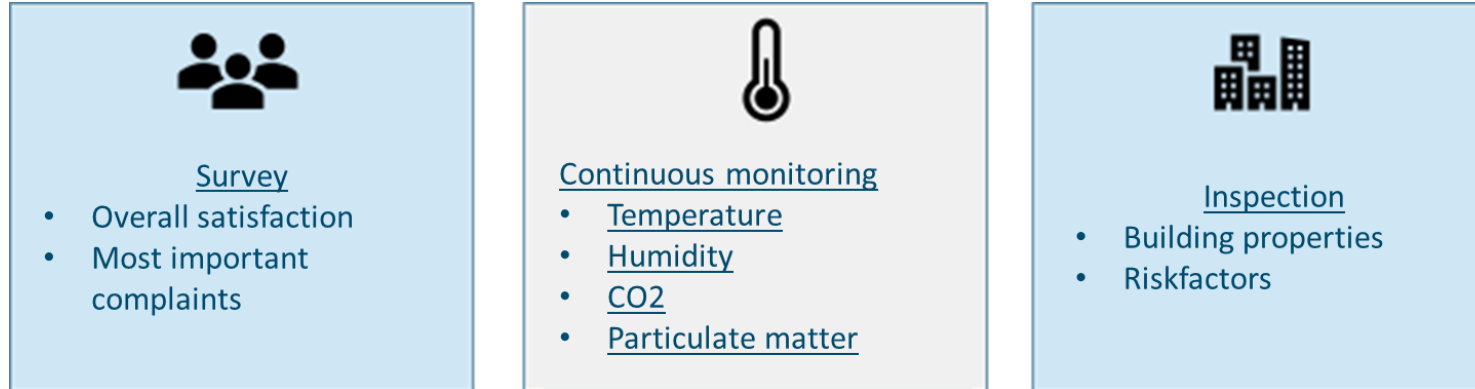 Survey
• Overall satisfaction
• Most important
complaints
Continuous monitoring
• Temperature
• Humidity
• CO2
• Particulate matter
Inspection
• Building properties
• Riskfactors